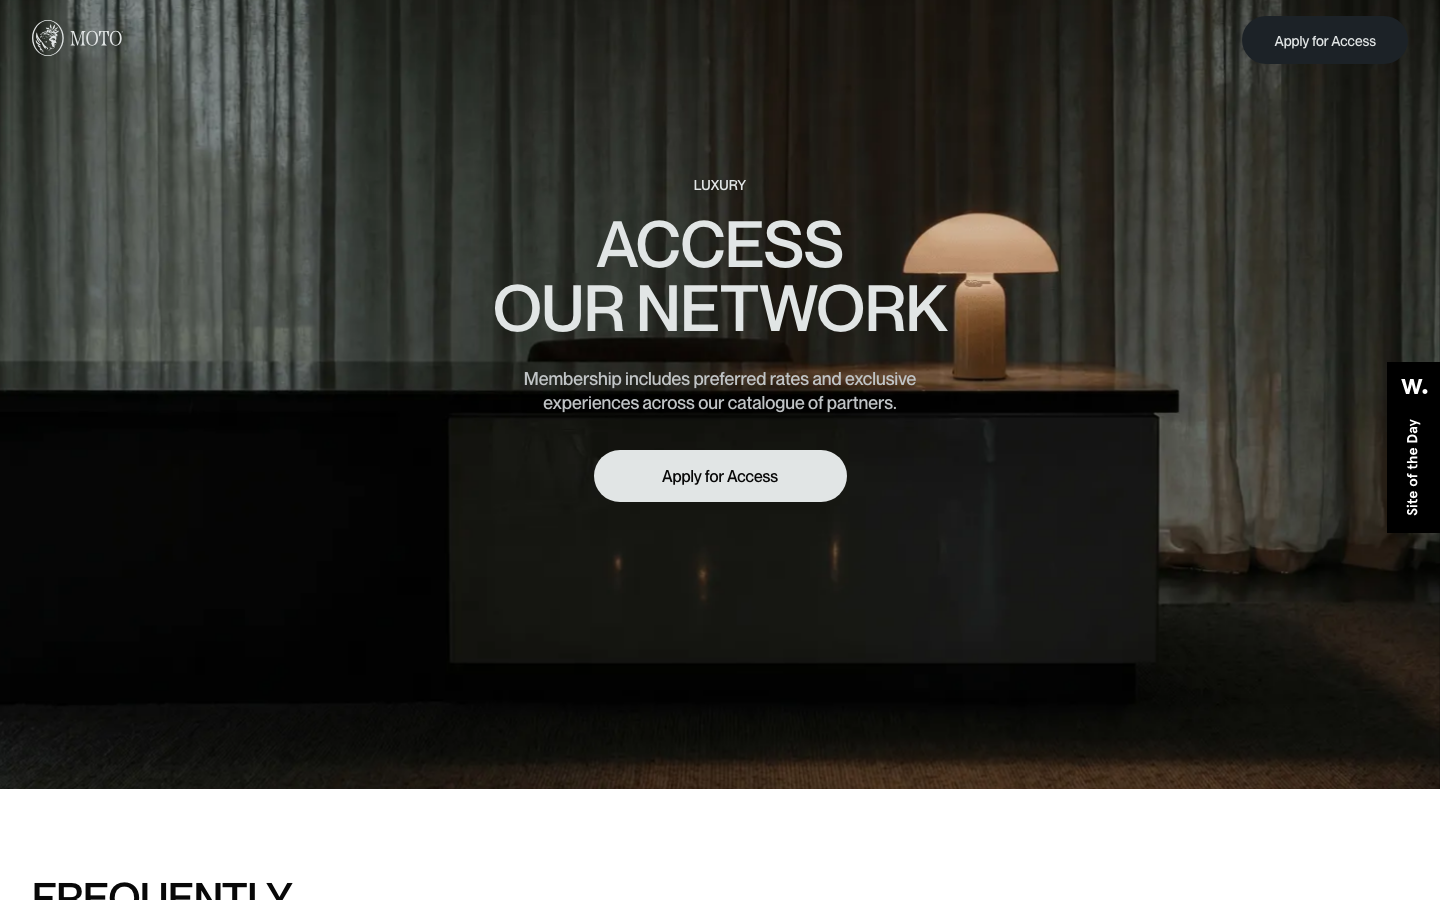 MOTO
Apply for Access
LUXURY
ACCESS
OUR NETWORK
Membership includes preferred rates and exclusive
experiences across our catalogue of partners.
Apply for Access
W.
Site of the Day
FREQUENTLY